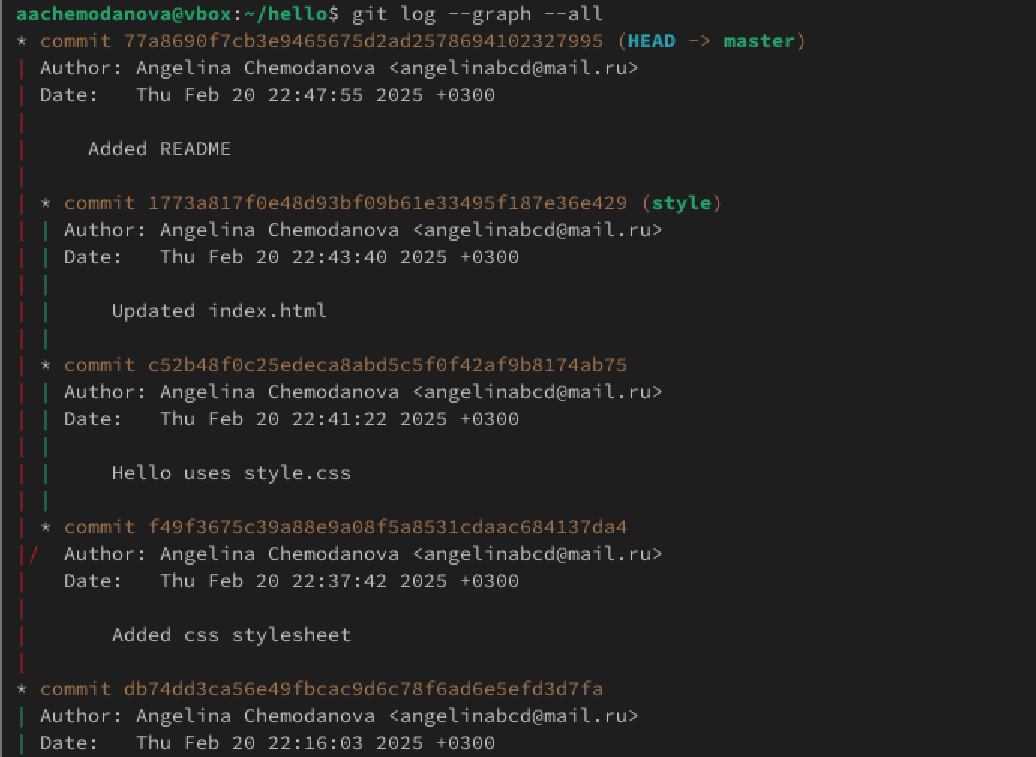 aachemodanova@vbox:~/hello$ git log --graph --all
* commit 77a8690f7cb3e9465675d2ad2578694102327995 (HEAD -> master)
| Author: Angelina Chemodanova <angelinabcd@mail.ru>
| Date:   Thu Feb 20 22:47:55 2025 +0300
|
|     Added README
|
| * commit 1773a817f0e48d93bf09b61e33495f187e36e429 (style)
| | Author: Angelina Chemodanova <angelinabcd@mail.ru>
| | Date:   Thu Feb 20 22:43:40 2025 +0300
| |
| |     Updated index.html
| |
| * commit c52b48f0c25edeca8abd5c5f0f42af9b8174ab75
| | Author: Angelina Chemodanova <angelinabcd@mail.ru>
| | Date:   Thu Feb 20 22:41:22 2025 +0300
| |
| |     Hello uses style.css
| |
| * commit f49f3675c39a88e9a08f5a8531cdaac684137da4
|/  Author: Angelina Chemodanova <angelinabcd@mail.ru>
|   Date:   Thu Feb 20 22:37:42 2025 +0300
|
|       Added css stylesheet
|
* commit db74dd3ca56e49fbcac9d6c78f6ad6e5efd3d7fa
| Author: Angelina Chemodanova <angelinabcd@mail.ru>
| Date:   Thu Feb 20 22:16:03 2025 +0300